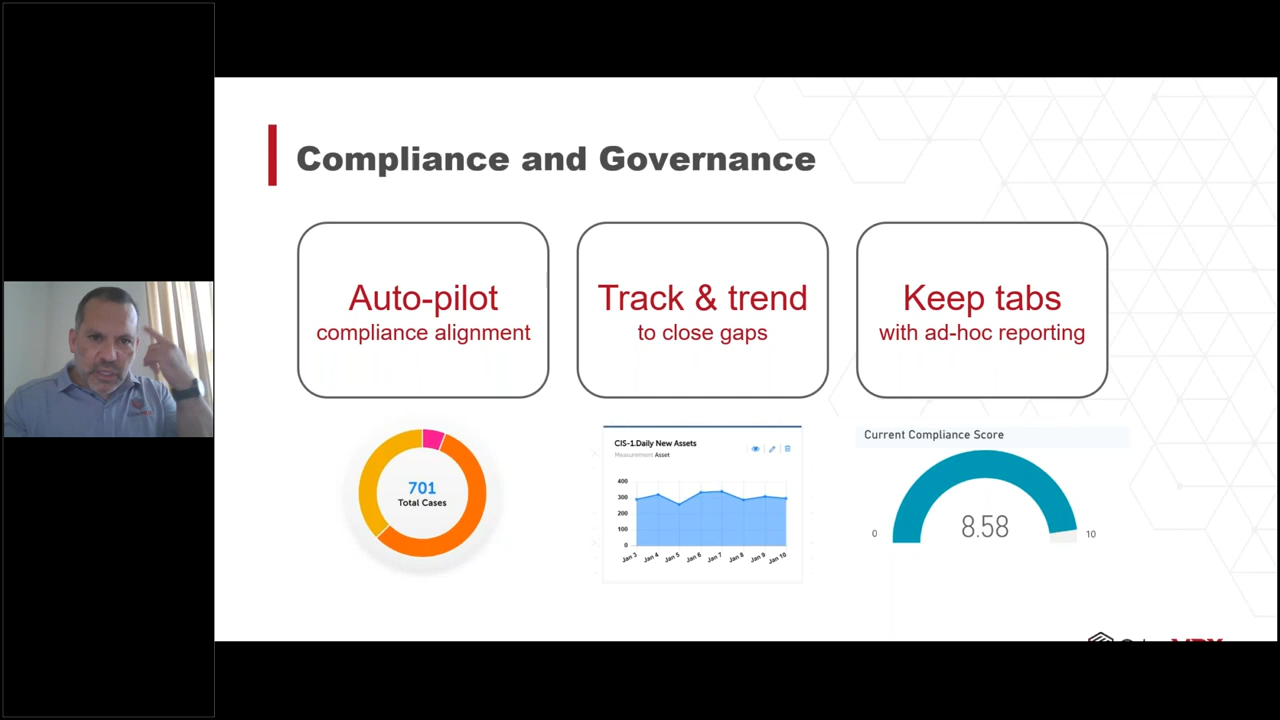 Compliance and Governance
Auto-pilot
compliance alignment
Track & trend
to close gaps
Keep tabs
with ad-hoc reporting
701
Total Cases
CIS-1.Daily New Assets
Measurement Asset
400
300
200
100
0
Jan 3 Jan 4 Jan 5 Jan 6 Jan 7 Jan 8 Jan 9 Jan 10
Current Compliance Score
8.58
0
10